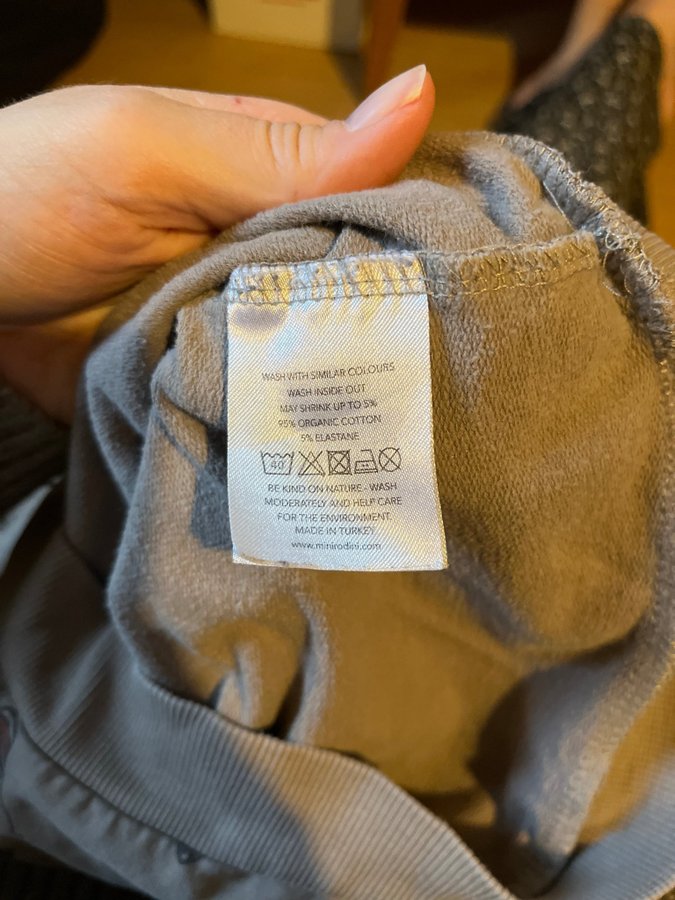 WASH WITH SIMILAR COLOURS
WASH INSIDE OUT
MAY SHRINK UP TO 5%
95% ORGANIC COTTON
5% ELASTANE
40
BE KIND ON NATURE - WASH
MODERATELY AND HELP CARE
FOR THE ENVIRONMENT.
MADE IN TURKEY
www.minirodini.com